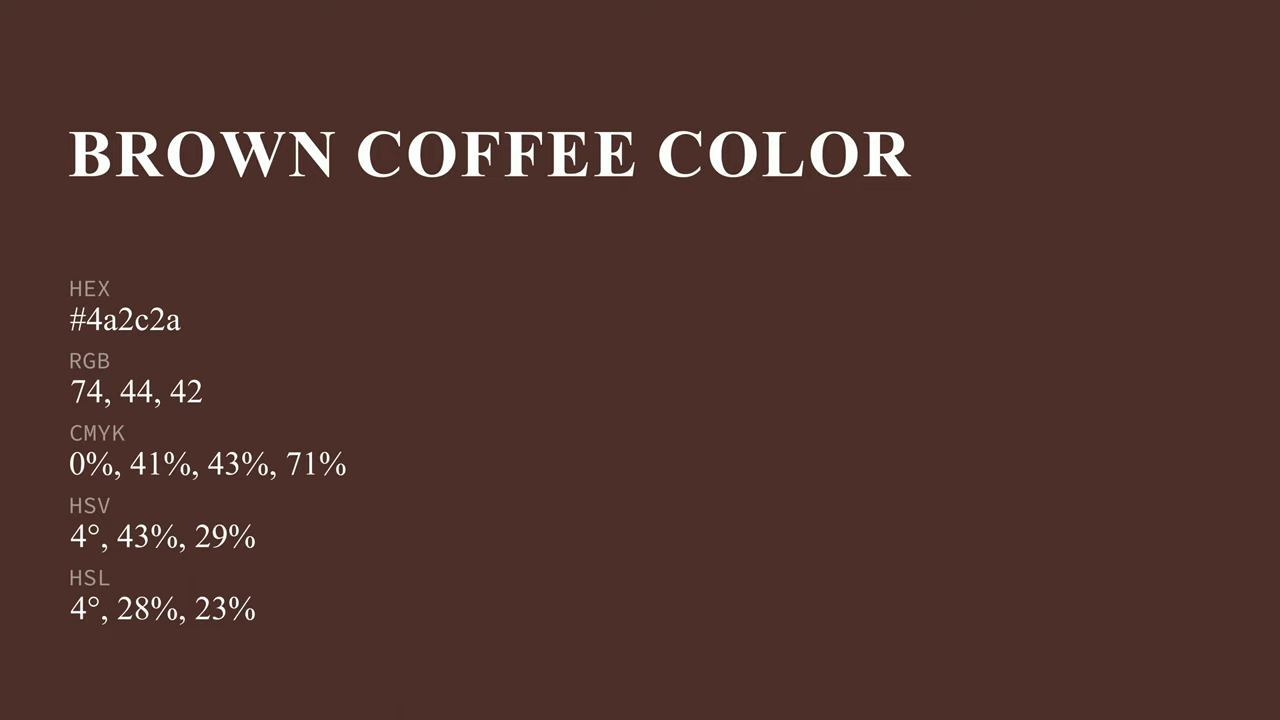 BROWN COFFEE COLOR
HEX
#4a2c2a
RGB
74, 44, 42
CMYK
0%, 41%, 43%, 71%
HSV
4°, 43%, 29%
HSL
4°, 28%, 23%